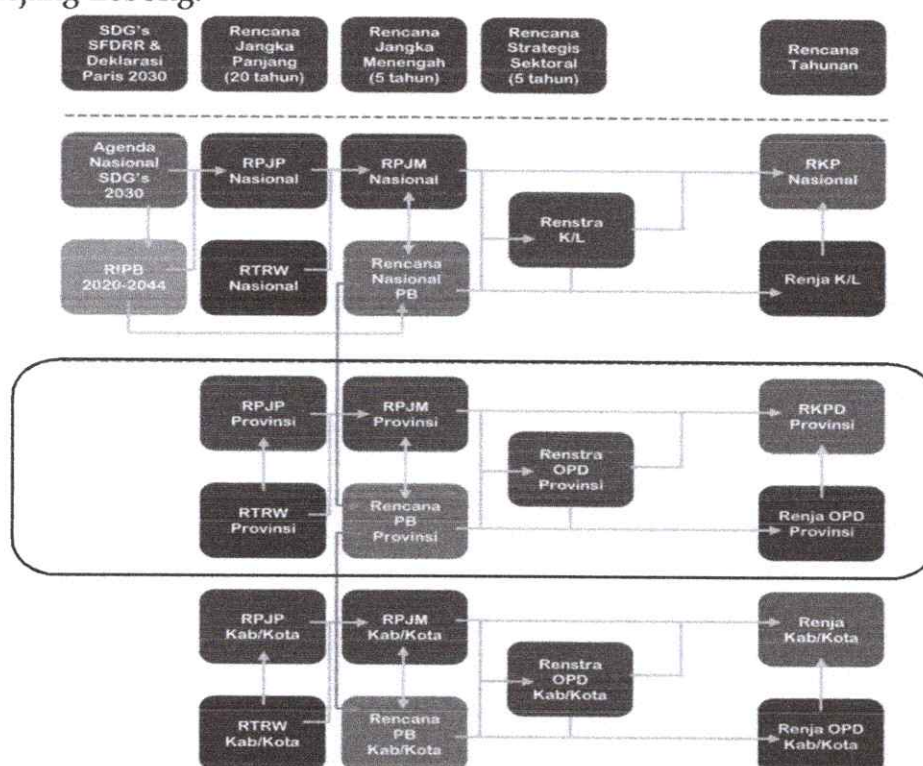 SDG's
SFDRR &
Deklarasi
Paris 2030
Rencana
Jangka
Panjang
(20 tahun)
Rencana
Jangka
Menengah
(5 tahun)
Rencana
Strategis
Sektoral
(5 tahun)
Rencana
Tahunan
Agenda
Nasional
SDG's
2030
RPJP
Nasional
RPJM
Nasional
RKP
Nasional
Renstra
K/L
RIPB
2020-2044
RTRW
Nasional
Rencana
Nasional
PB
Renja K/L
RPJP
Provinsi
RPJM
Provinsi
RKPD
Provinsi
Renstra
OPD
Provinsi
RTRW
Provinsi
Rencana
PB
Provinsi
Renja OPD
Provinsi
RPJP
Kab/Kota
RPJM
Kab/Kota
Renja
Kab/Kota
Renstra
OPD
Kab/Kota
RTRW
Kab/Kota
Rencana
PB
Kab/Kota
Renja OPD
Kab/Kota